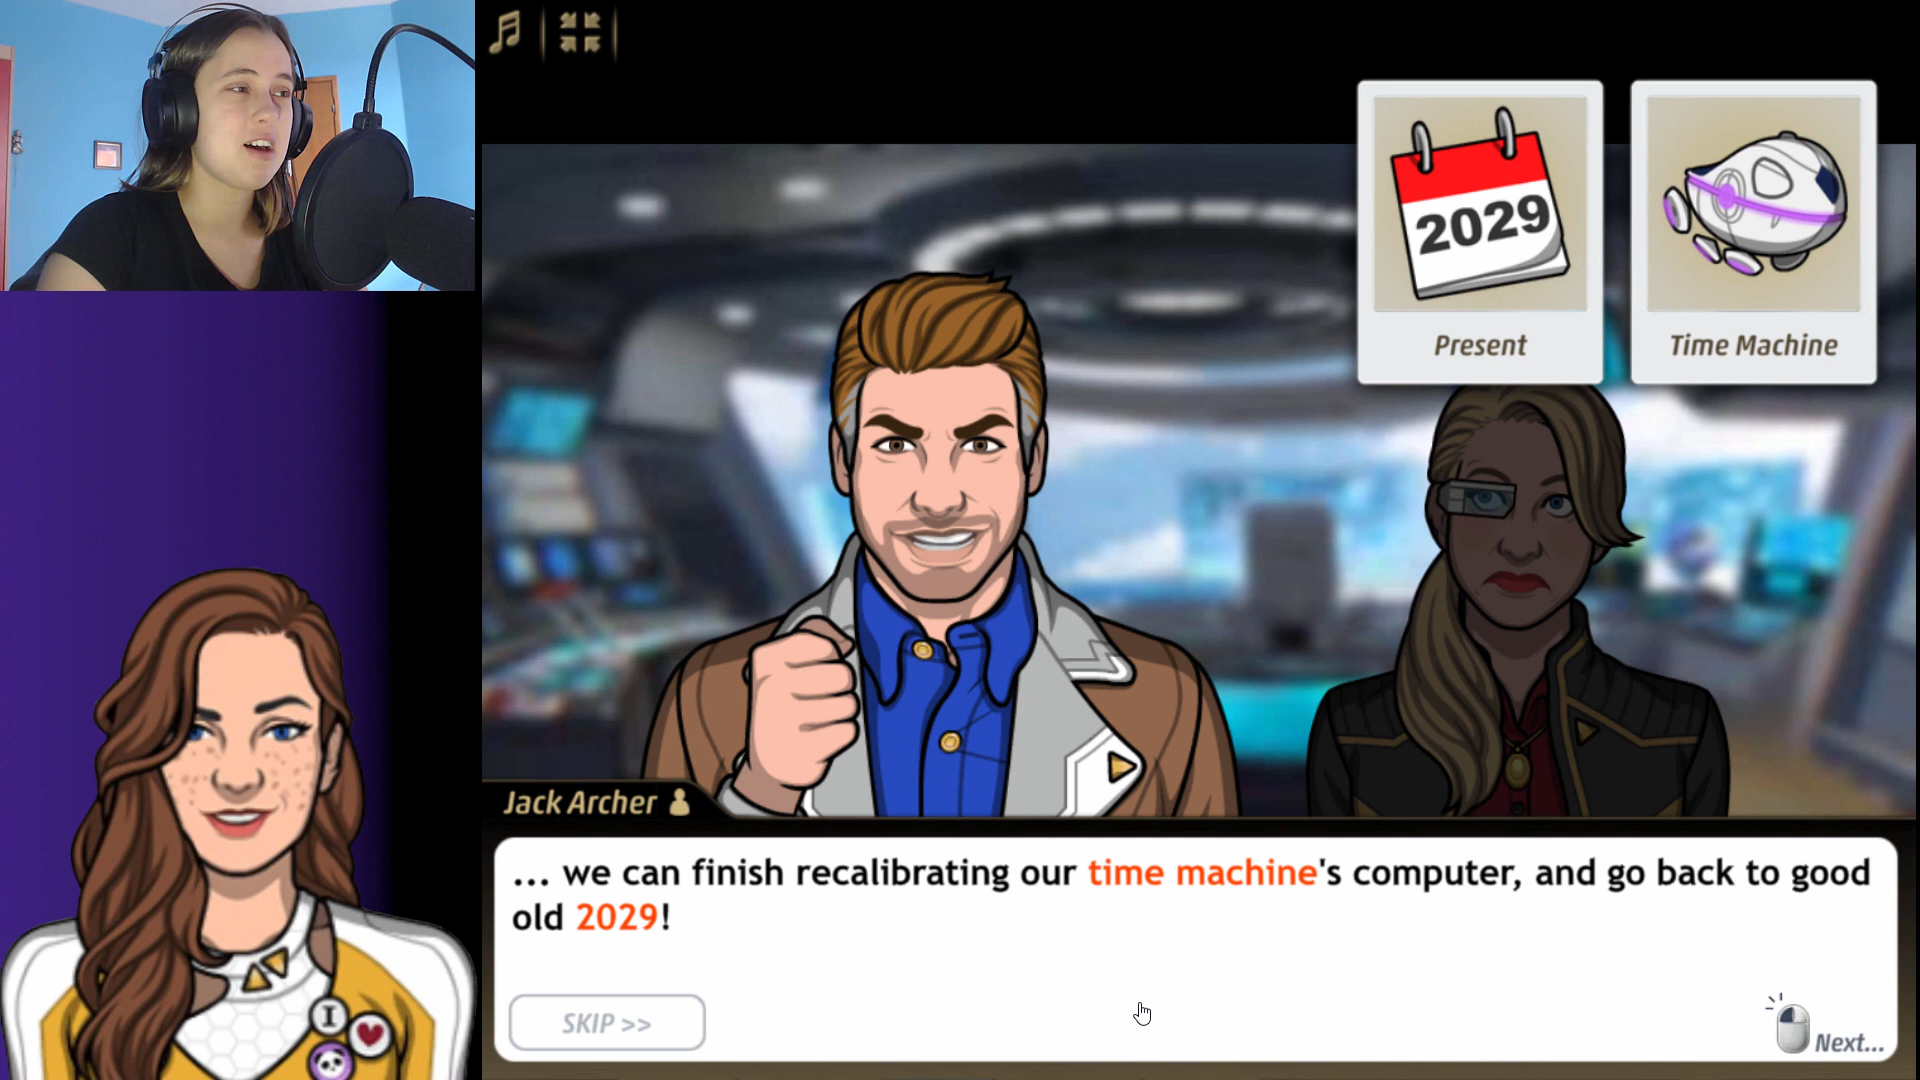 2029
Present
Time Machine
Jack Archer
... we can finish recalibrating our time machine's computer, and go back to good
old 2029!
SKIP >>
Next...
I